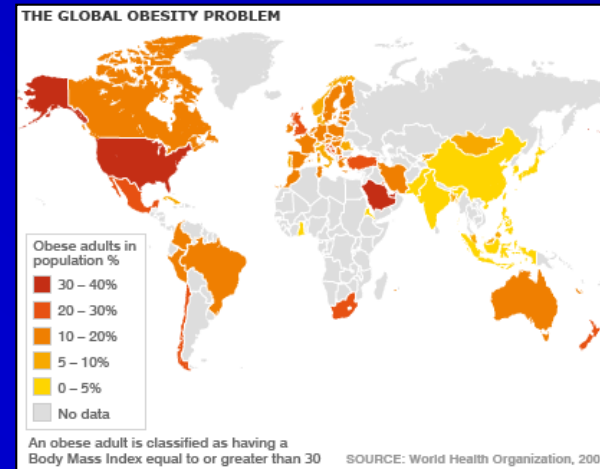 THE GLOBAL OBESITY PROBLEM
Obese adults in
population %
30 – 40%
20 – 30%
10 – 20%
5 – 10%
0 – 5%
No data
An obese adult is classified as having a
Body Mass Index equal to or greater than 30
SOURCE: World Health Organization, 200